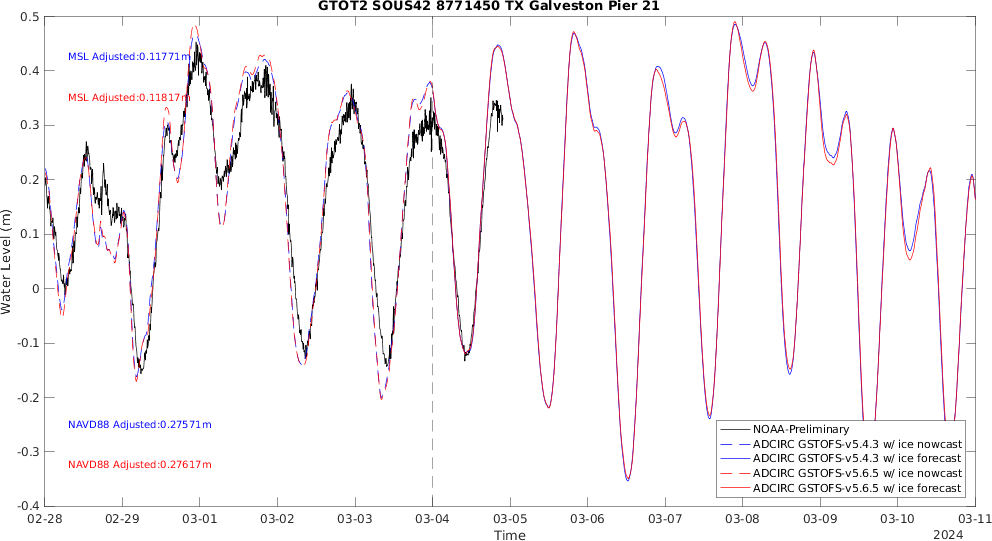 GTOT2 SOUS42 8771450 TX Galveston Pier 21
0.5
0.4
0.3
0.2
0.1
0
-0.1
-0.2
-0.3
-0.4
Water Level (m)
MSL Adjusted:0.11771m
MSL Adjusted:0.11817m
NAVD88 Adjusted:0.27571m
NAVD88 Adjusted:0.27617m
NOAA-Preliminary
ADCIRC GSTOFS-v5.4.3 w/ ice nowcast
ADCIRC GSTOFS-v5.4.3 w/ ice forecast
ADCIRC GSTOFS-v5.6.5 w/ ice nowcast
ADCIRC GSTOFS-v5.6.5 w/ ice forecast
02-28 02-29 03-01 03-02 03-03 03-04 03-05 03-06 03-07 03-08 03-09 03-10 03-11
Time
2024